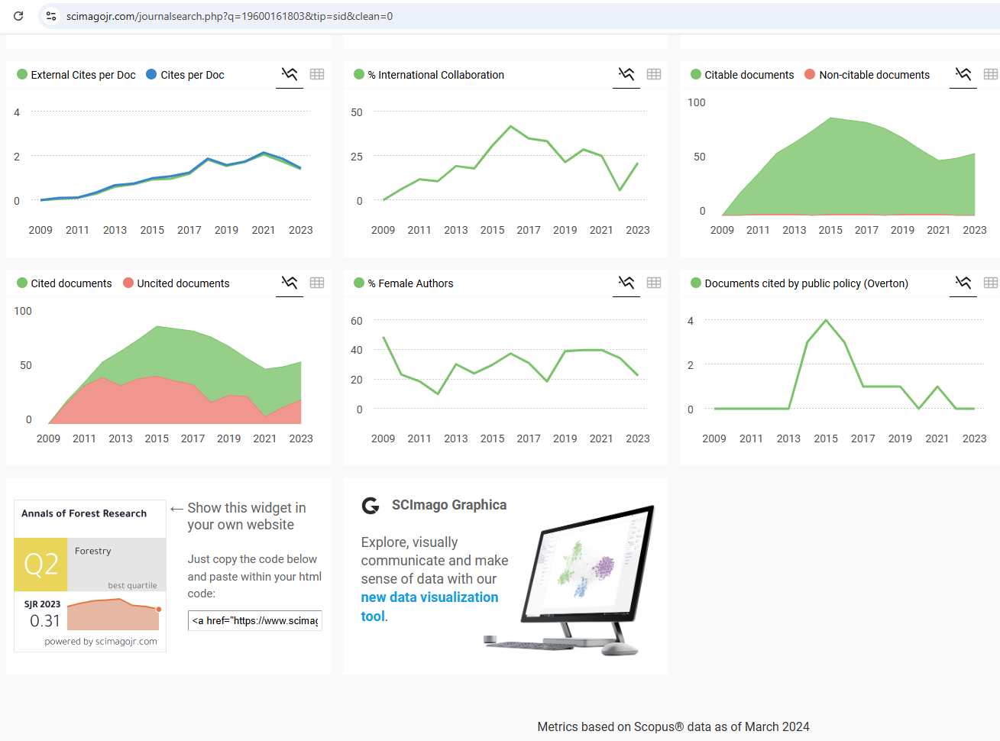 scimagojr.com/journalsearch.php?q=19600161803&tip=sid&clean=0
External Cites per Doc Cites per Doc
4
2
0
2009 2011 2013 2015 2017 2019 2021 2023
% International Collaboration
50
25
0
2009 2011 2013 2015 2017 2019 2021 2023
Citable documents Non-citable documents
100
50
0
2009 2011 2013 2015 2017 2019 2021 2023
Cited documents Uncited documents
100
50
0
2009 2011 2013 2015 2017 2019 2021 2023
% Female Authors
60
40
20
0
2009 2011 2013 2015 2017 2019 2021 2023
Documents cited by public policy (Overton)
4
2
0
2009 2011 2013 2015 2017 2019 2021 2023
Annals of Forest Research
Q2
Forestry
best quartile
SJR 2023
0.31
powered by scimagojr.com
← Show this widget in
your own website
Just copy the code below
and paste within your html
code:
<a href="https://www.scimag
SCImago Graphica
Explore, visually
communicate and make
sense of data with our
new data visualization
tool.
Metrics based on Scopus® data as of March 2024